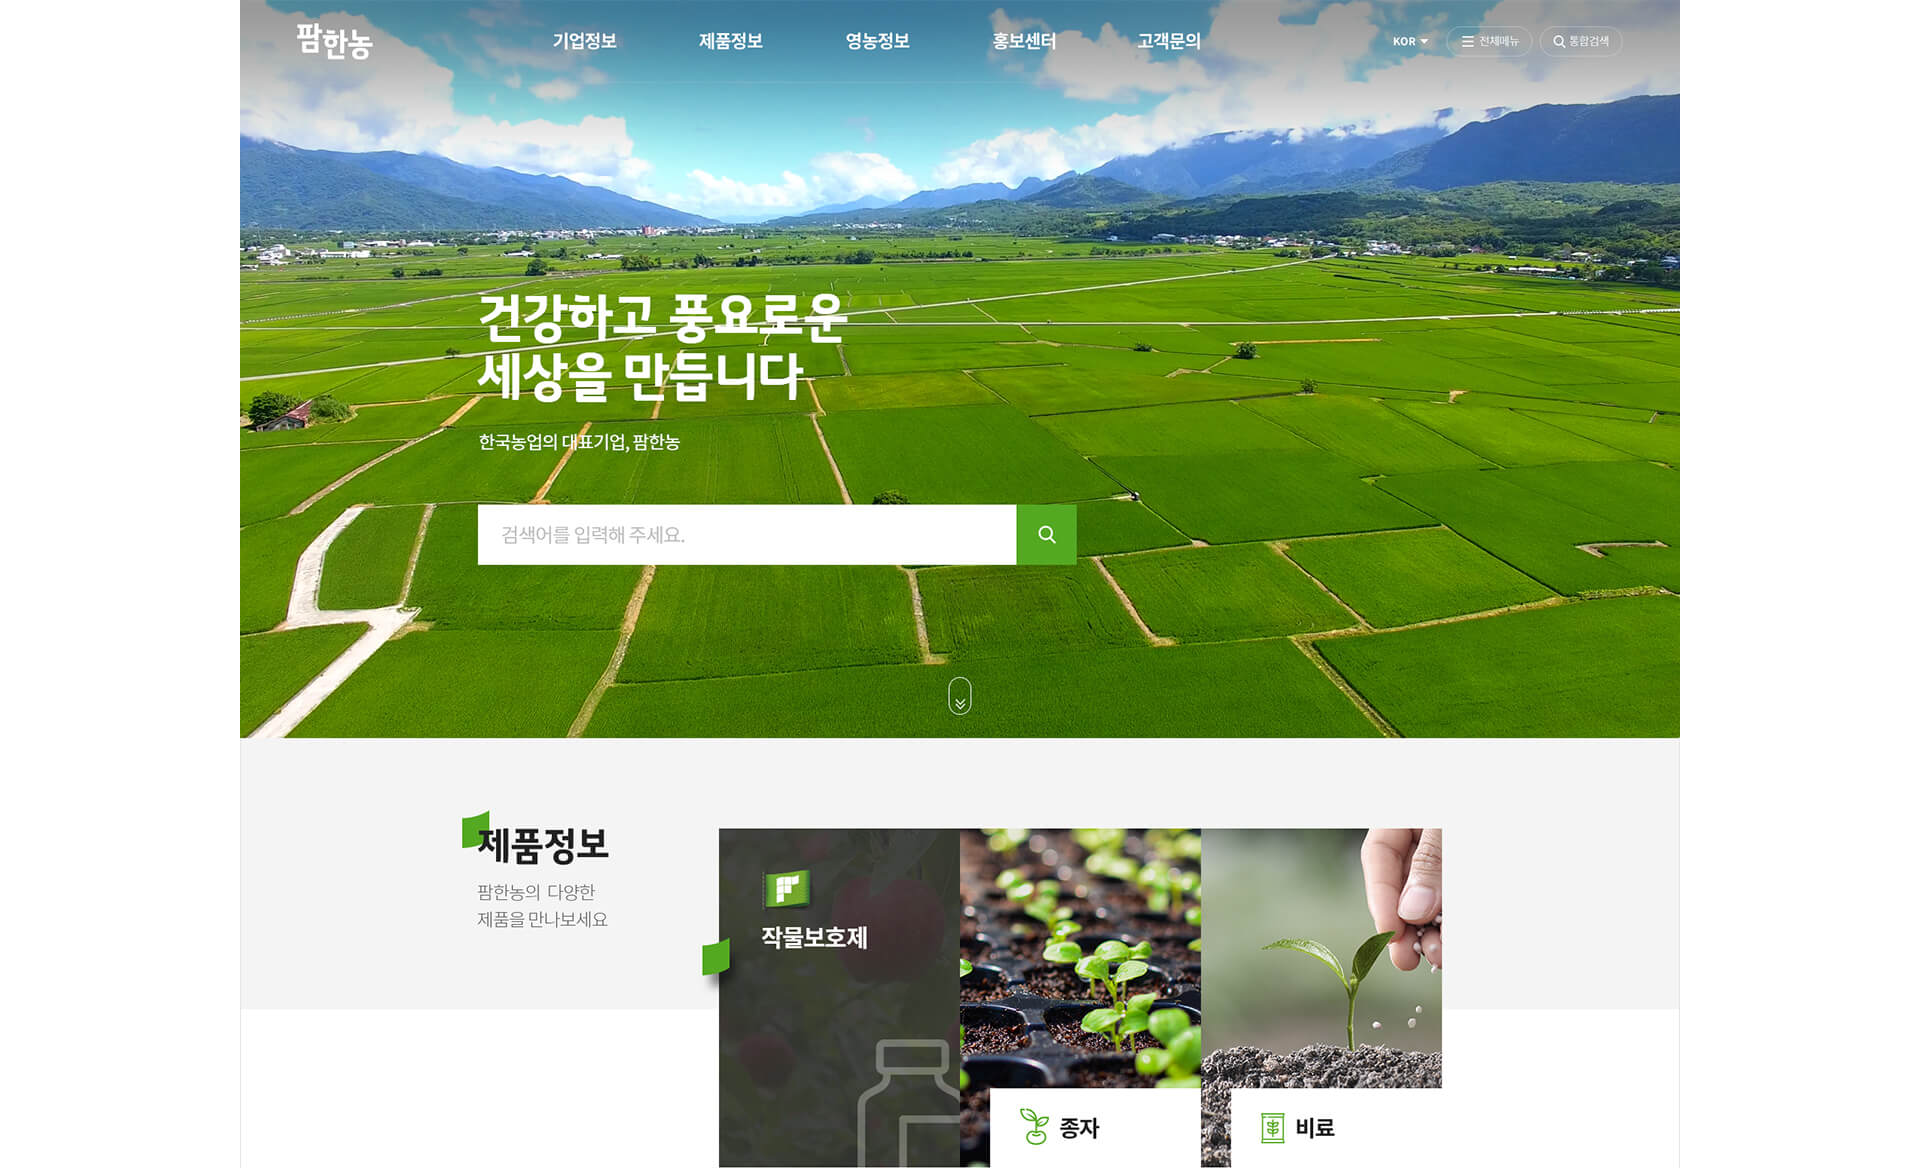 팜한농
기업정보
제품정보
영농정보
홍보센터
고객문의
KOR
전체메뉴
통합검색
건강하고 풍요로운
세상을 만듭니다
한국농업의 대표기업, 팜한농
검색어를 입력해 주세요.
제품정보
팜한농의 다양한
제품을 만나보세요
작물보호제
종자
비료